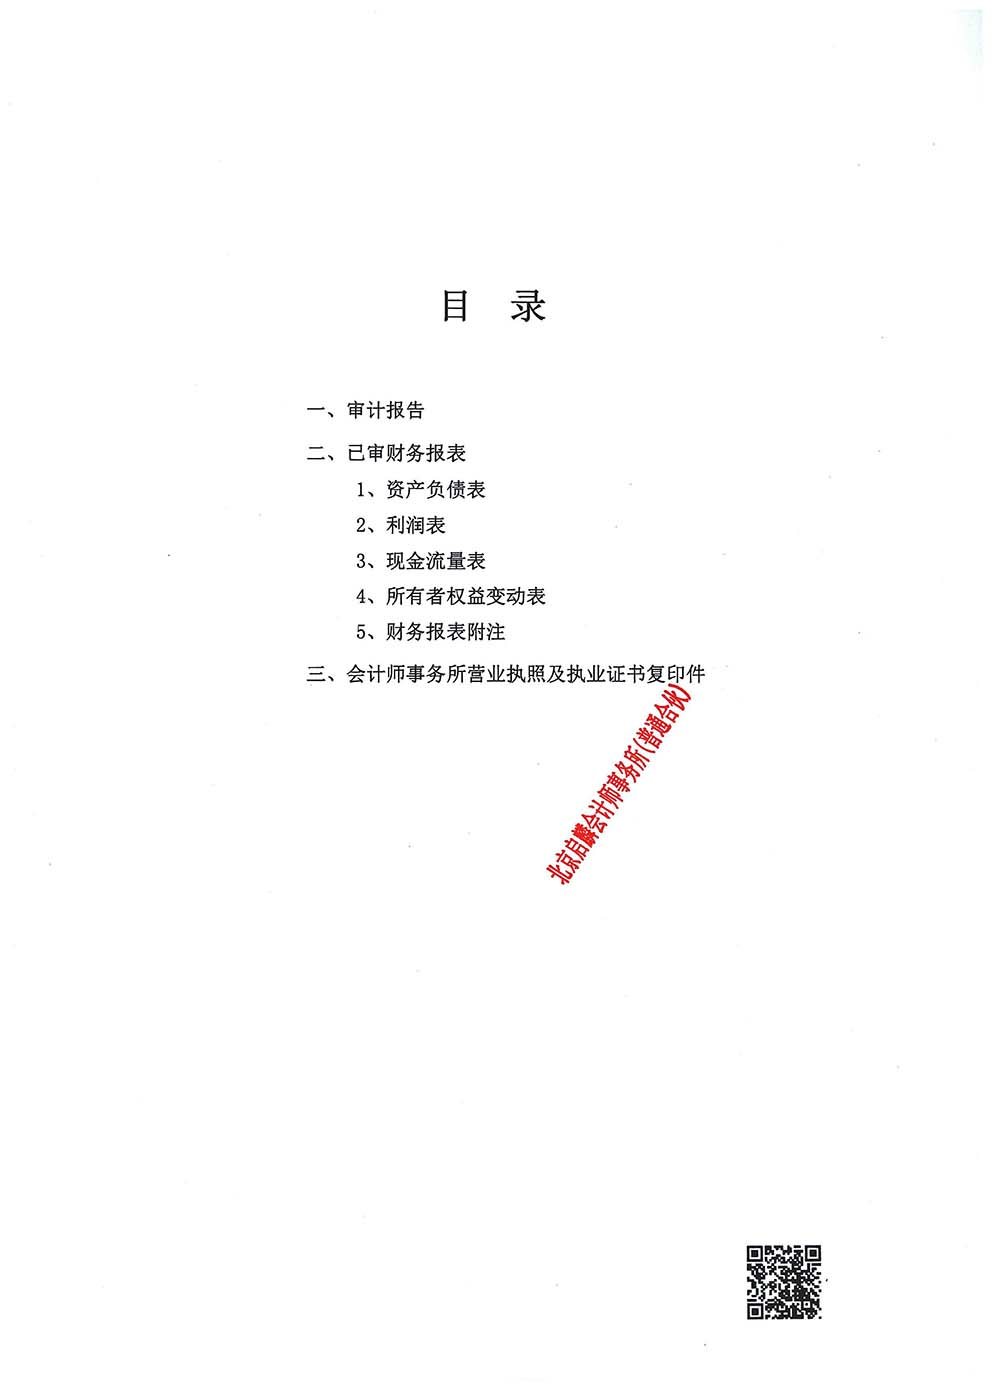 目 录
一、审计报告
二、已审财务报表
1、资产负债表
2、利润表
3、现金流量表
4、所有者权益变动表
5、财务报表附注
三、会计师事务所营业执照及执业证书复印件
北京启麟会计师事务所(普通合伙)